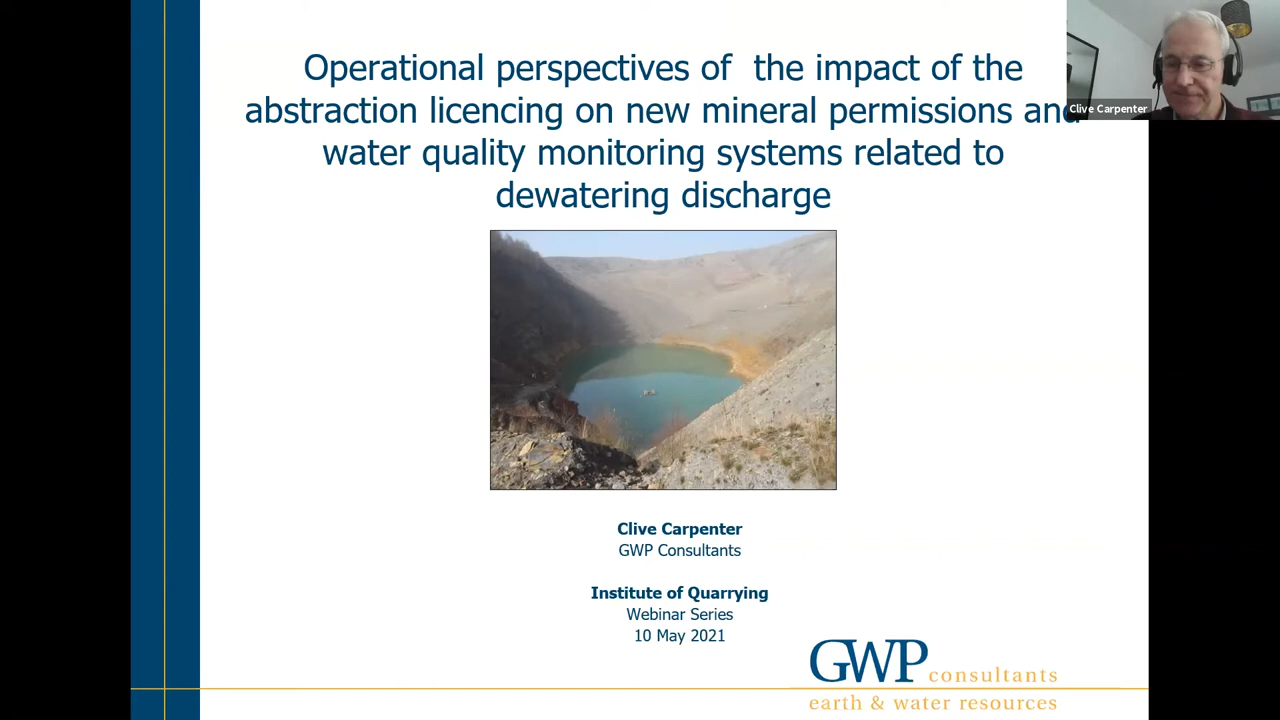 Operational perspectives of the impact of the
abstraction licencing on new mineral permissions and
water quality monitoring systems related to
dewatering discharge
Clive Carpenter
Clive Carpenter
GWP Consultants
Institute of Quarrying
Webinar Series
10 May 2021
GWP consultants
earth & water resources